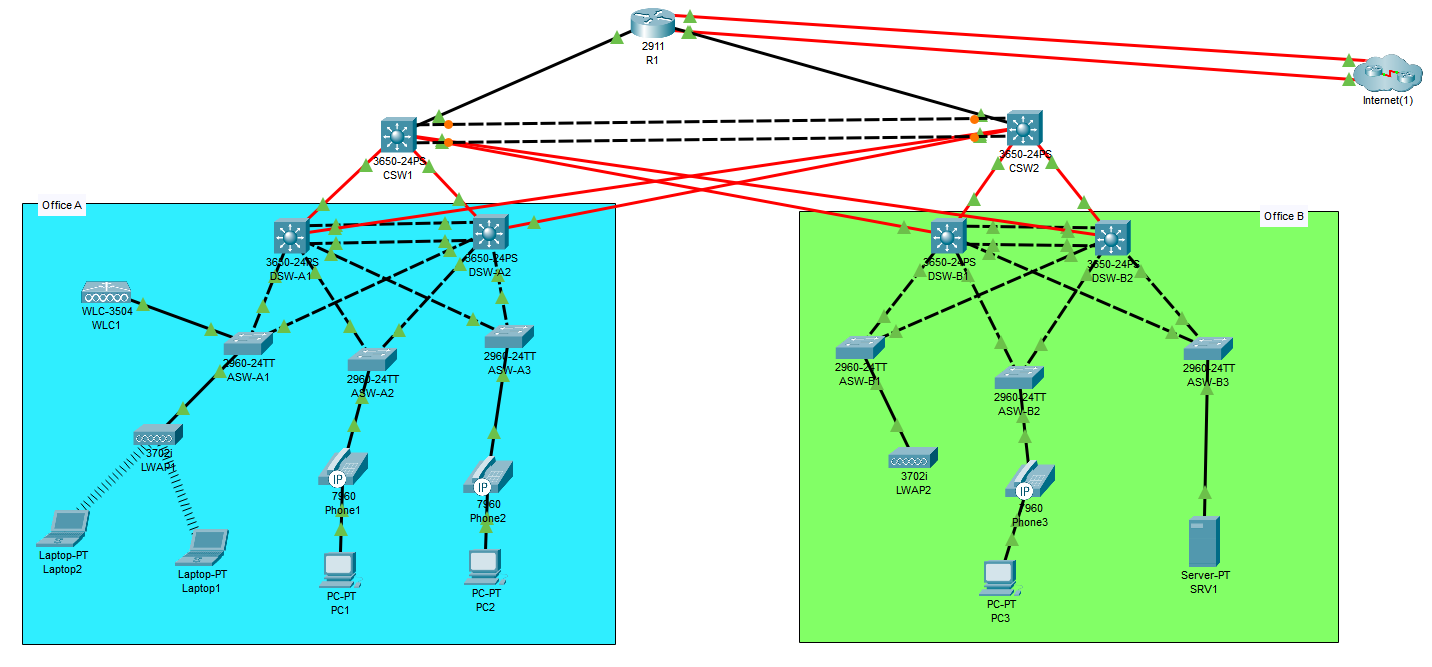 2911
R1
Internet(1)
3650-24PS
CSW1
3650-24PS
CSW2
Office A
Office B
3650-24PS
DSW-A1
3650-24PS
DSW-A2
3650-24PS
DSW-B1
3650-24PS
DSW-B2
WLC-3504
WLC1
2960-24TT
ASW-A1
2960-24TT
ASW-A2
2960-24TT
ASW-A3
2960-24TT
ASW-B1
2960-24TT
ASW-B2
2960-24TT
ASW-B3
3702i
LWAP1
IP
7960
Phone1
IP
7960
Phone2
3702i
LWAP2
IP
7960
Phone3
Laptop-PT
Laptop2
Laptop-PT
Laptop1
PC-PT
PC1
PC-PT
PC2
PC-PT
PC3
Server-PT
SRV1